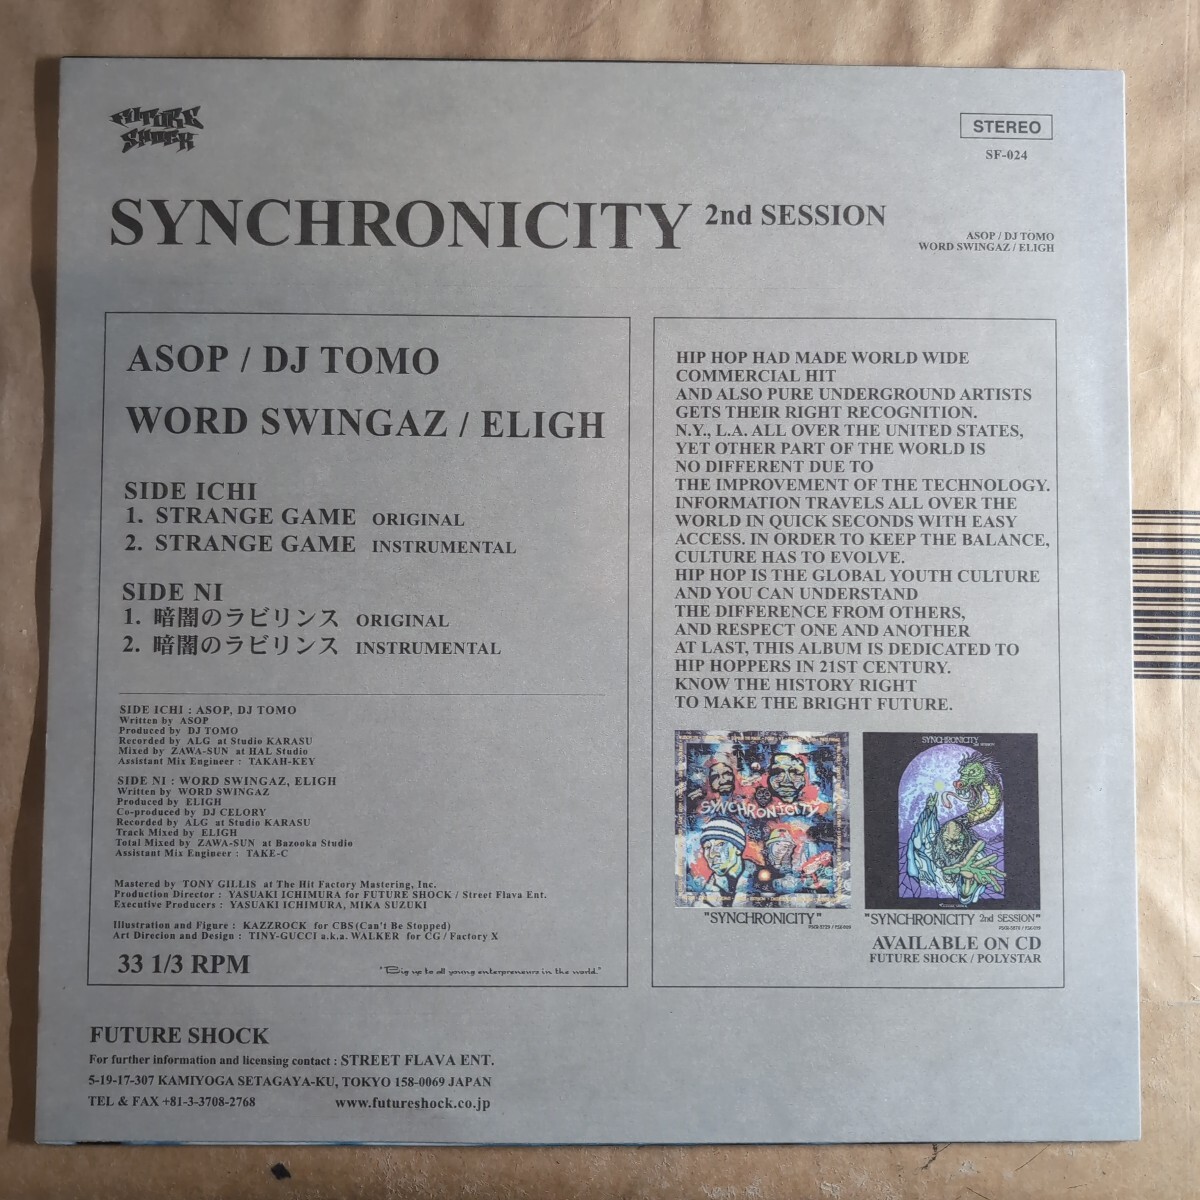 FUTURE
SHOCK
STEREO
SF-024
SYNCHRONICITY 2nd SESSION
ASOP / DJ TOMO
WORD SWINGAZ / ELIGH
ASOP / DJ TOMO
WORD SWINGAZ / ELIGH
SIDE ICHI
1. STRANGE GAME ORIGINAL
2. STRANGE GAME INSTRUMENTAL
SIDE NI
1. 暗闇のラビリンス ORIGINAL
2. 暗闇のラビリンス INSTRUMENTAL
SIDE ICHI : ASOP, DJ TOMO
Written by ASOP
Produced by DJ TOMO
Recorded by ALG at Studio KARASU
Mixed by ZAWA-SUN at HAL Studio
Assistant Mix Engineer : TAKAH-KEY
SIDE NI : WORD SWINGAZ, ELIGH
Written by WORD SWINGAZ
Produced by ELIGH
Co-produced by DJ CELORY
Recorded by ALG at Studio KARASU
Track Mixed by ELIGH
Total Mixed by ZAWA-SUN at Bazooka Studio
Assistant Mix Engineer : TAKE-C
Mastered by TONY GILLIS at The Hit Factory Mastering, Inc.
Production Director : YASUAKI ICHIMURA for FUTURE SHOCK / Street Flava Ent.
Executive Producers : YASUAKI ICHIMURA, MIKA SUZUKI
Illustration and Figure : KAZZROCK for CBS(Can't Be Stopped)
Art Direcion and Design : TINY-GUCCI a.k.a. WALKER for CG / Factory X
33 1/3 RPM
"Big up to all young enterpreneurs in the world."
HIP HOP HAD MADE WORLD WIDE
COMMERCIAL HIT
AND ALSO PURE UNDERGROUND ARTISTS
GETS THEIR RIGHT RECOGNITION.
N.Y., L.A. ALL OVER THE UNITED STATES,
YET OTHER PART OF THE WORLD IS
NO DIFFERENT DUE TO
THE IMPROVEMENT OF THE TECHNOLOGY.
INFORMATION TRAVELS ALL OVER THE
WORLD IN QUICK SECONDS WITH EASY
ACCESS. IN ORDER TO KEEP THE BALANCE,
CULTURE HAS TO EVOLVE.
HIP HOP IS THE GLOBAL YOUTH CULTURE
AND YOU CAN UNDERSTAND
THE DIFFERENCE FROM OTHERS,
AND RESPECT ONE AND ANOTHER
AT LAST, THIS ALBUM IS DEDICATED TO
HIP HOPPERS IN 21ST CENTURY.
KNOW THE HISTORY RIGHT
TO MAKE THE BRIGHT FUTURE.
SYNCHRONICITY
SYNCHRONICITY
"SYNCHRONICITY"
"SYNCHRONICITY 2nd SESSION"
AVAILABLE ON CD
FUTURE SHOCK / POLYSTAR
FUTURE SHOCK
For further information and licensing contact : STREET FLAVA ENT.
5-19-17-307 KAMIYOGA SETAGAYA-KU, TOKYO 158-0069 JAPAN
TEL & FAX +81-3-3708-2768 www.futureshock.co.jp